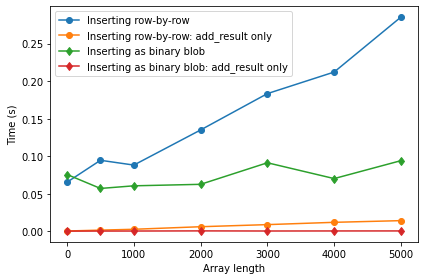 Inserting row-by-row
Inserting row-by-row: add_result only
Inserting as binary blob
Inserting as binary blob: add_result only
Time (s)
0.25
0.20
0.15
0.10
0.05
0.00
0 1000 2000 3000 4000 5000
Array length